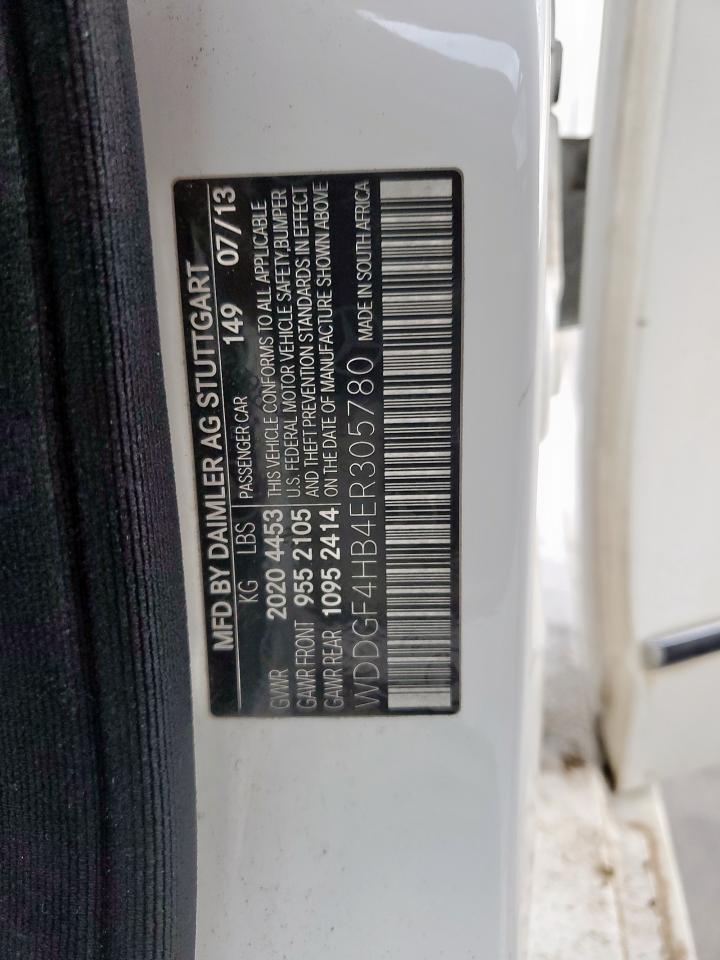 MFD BY DAIMLER AG STUTTGART
KG LBS PASSENGER CAR 149 07/13
GVWR 2020 4453 THIS VEHICLE CONFORMS TO ALL APPLICABLE
GAWR FRONT 955 2105 U.S. FEDERAL MOTOR VEHICLE SAFETY, BUMPER
GAWR REAR 1095 2414 AND THEFT PREVENTION STANDARDS IN EFFECT
ON THE DATE OF MANUFACTURE SHOWN ABOVE
WDDGF4HB4ER305780 MADE IN SOUTH AFRICA